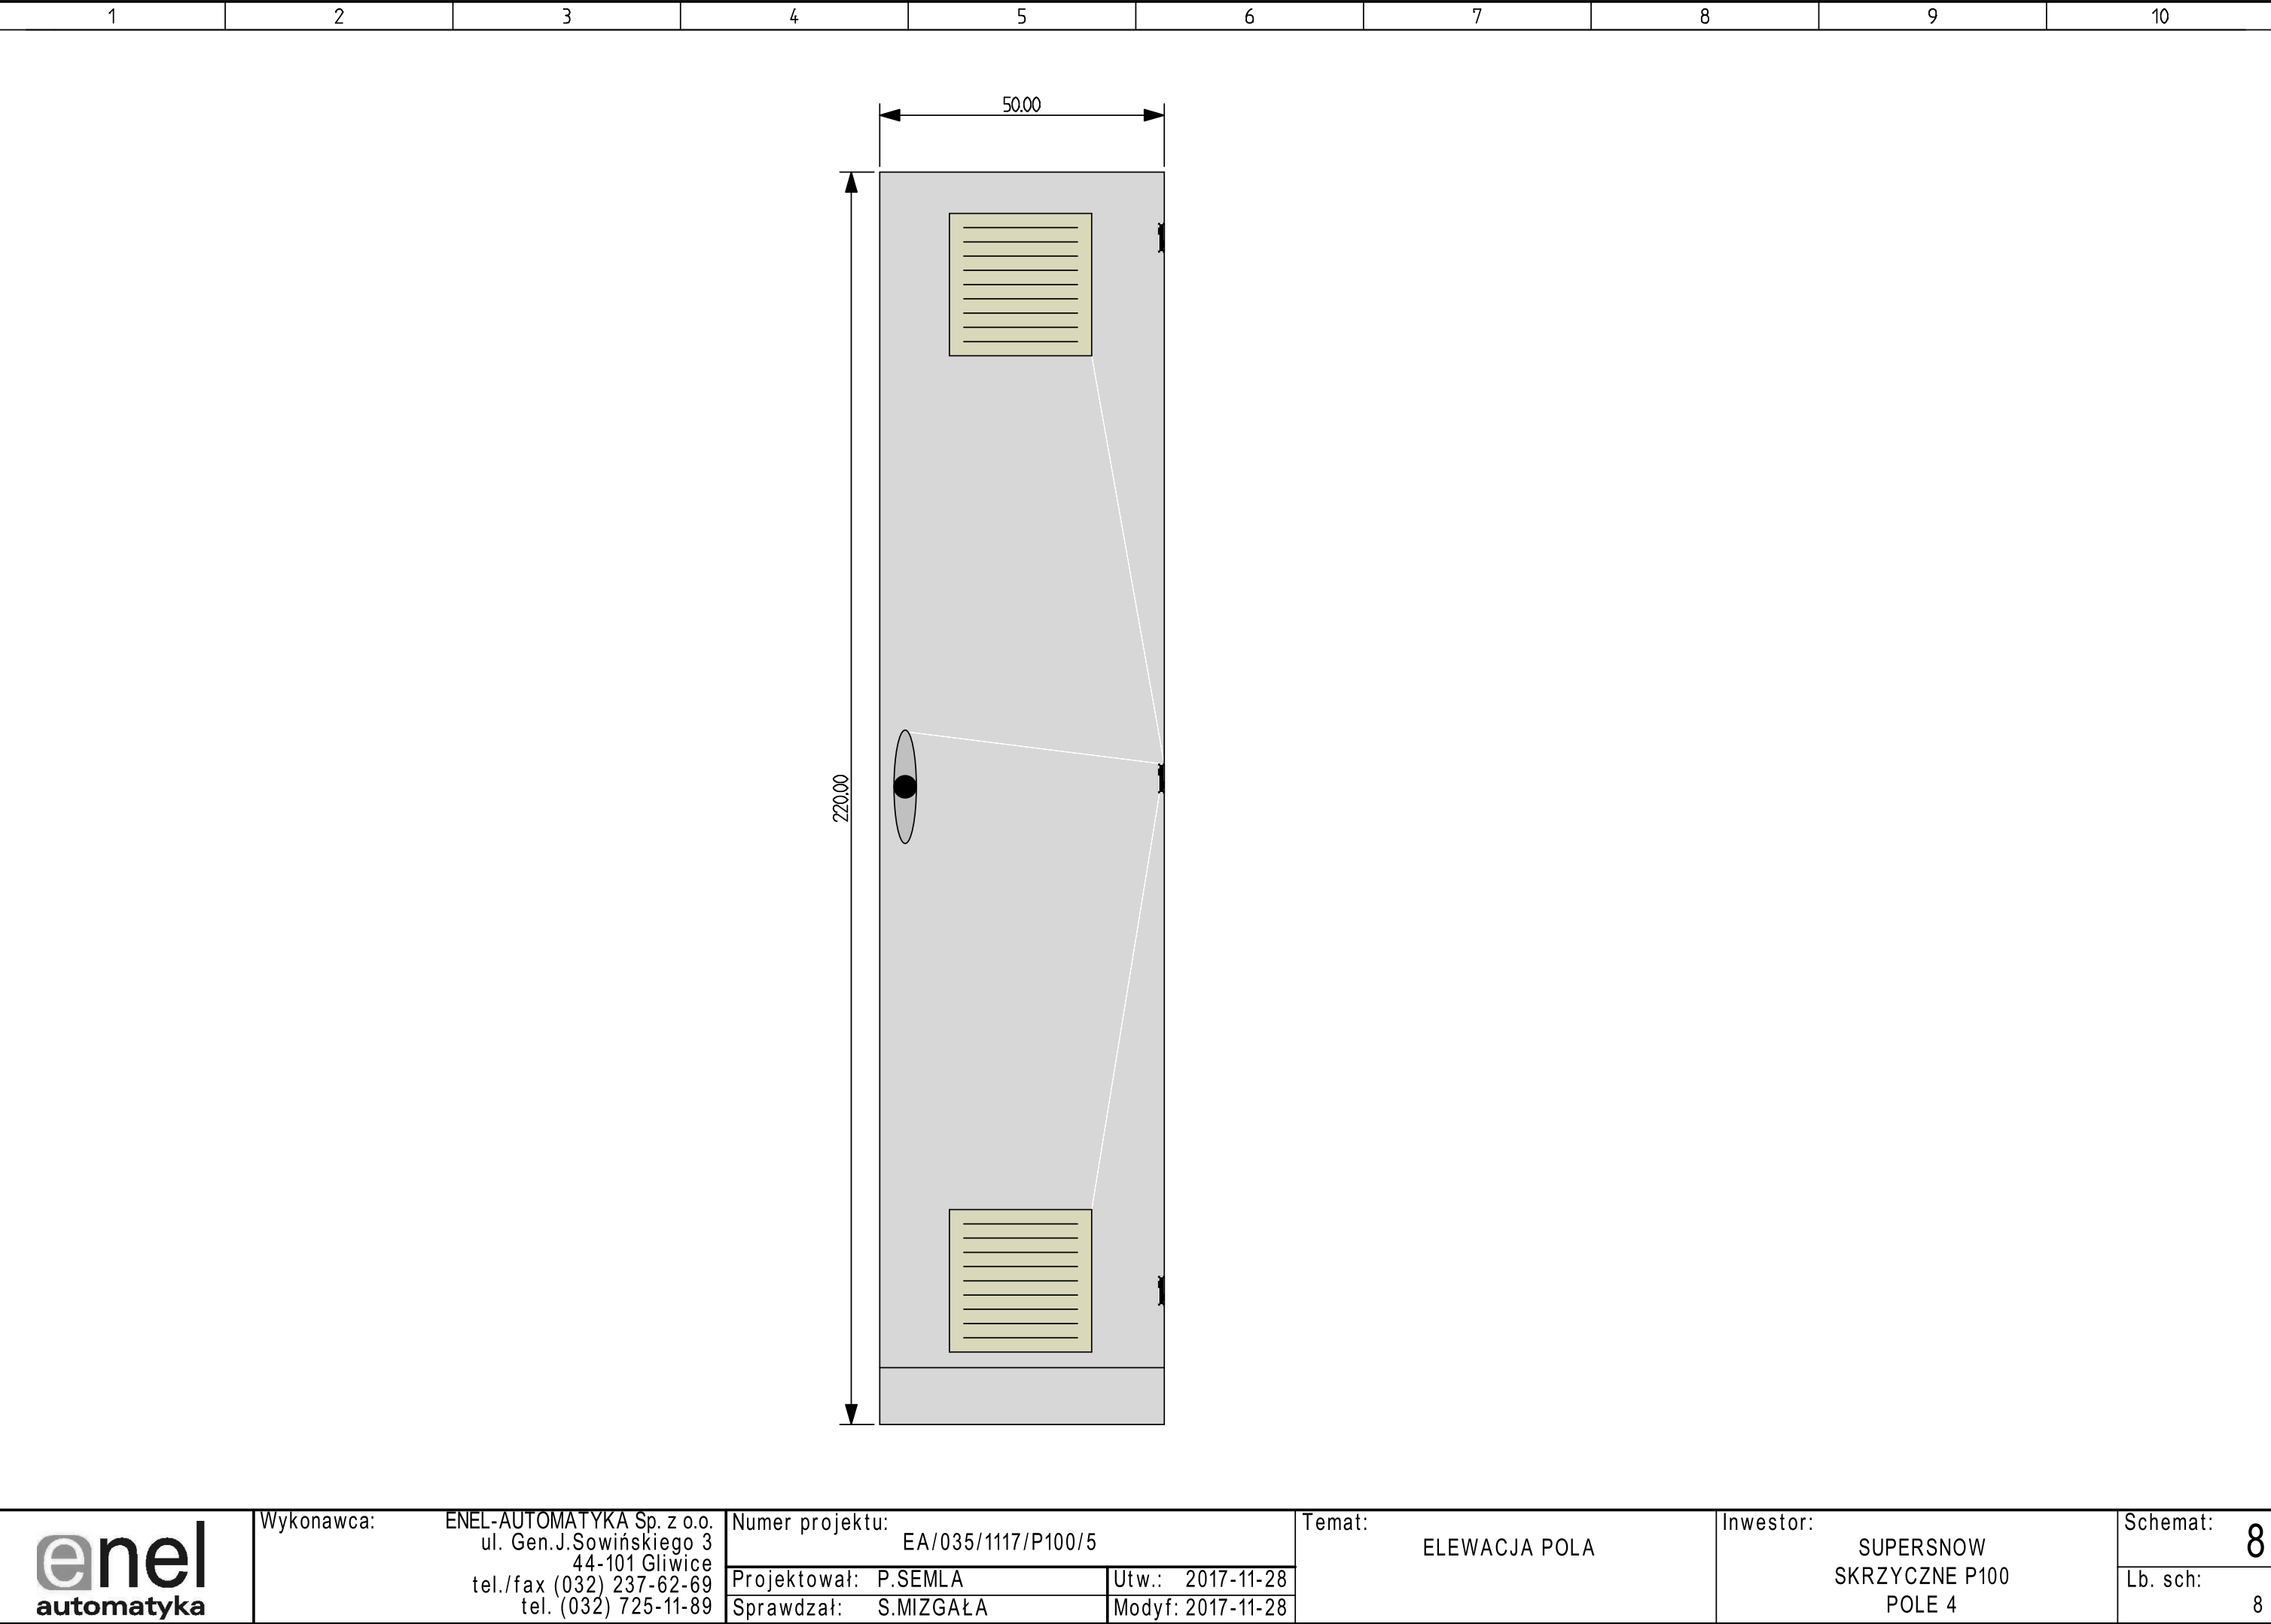 1 2 3 4 5 6 7 8 9 10
50.00
220.00
enel
automatyka
Wykonawca:
ENEL-AUTOMATYKA Sp. z o.o.
ul. Gen.J.Sowińskiego 3
44-101 Gliwice
tel./fax (032) 237-62-69
tel. (032) 725-11-89
Numer projektu:
EA/035/1117/P100/5
Projektował: P.SEMLA
Utw.: 2017-11-28
Sprawdzał: S.MIZGAŁA
Modyf: 2017-11-28
Temat:
ELEWACJA POLA
Inwestor:
SUPERSNOW
SKRZYCZNE P100
POLE 4
Schemat: 8
Lb. sch:
8